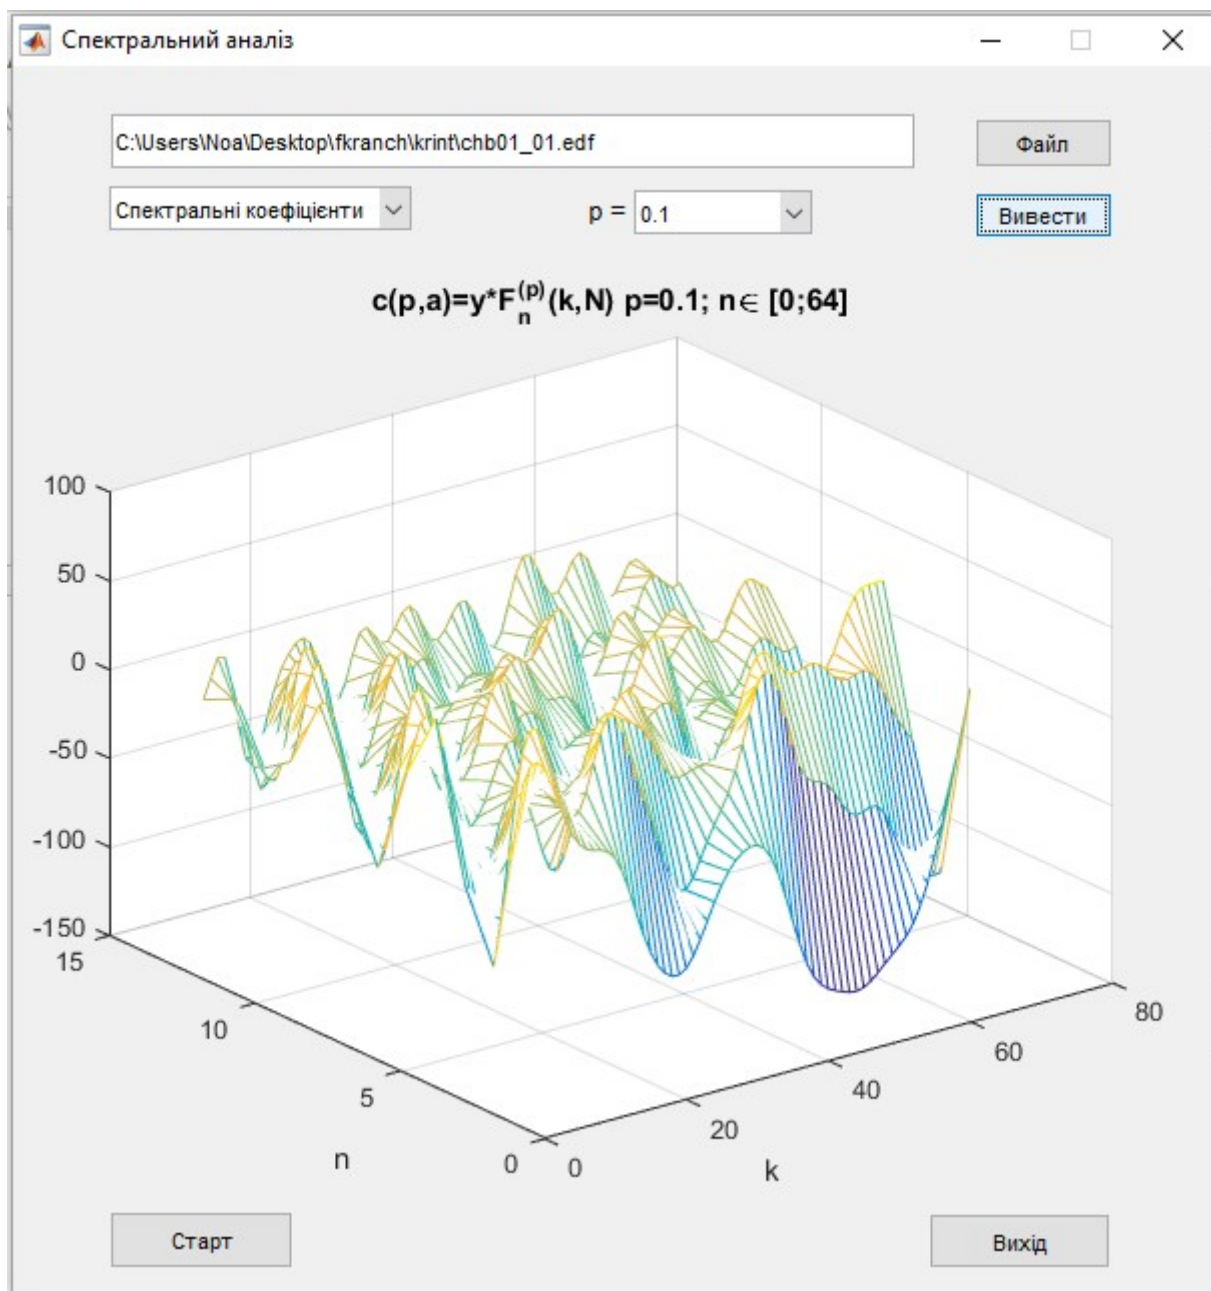 Спектральний аналіз
C:\Users\Noa\Desktop\fkranch\krint\chb01_01.edf
Файл
Спектральні коефіцієнти
p =
0.1
Вивести
c(p,a)=y*F_n^(p)(k,N) p=0.1; n∈ [0;64]
100
50
0
-50
-100
-150
15
10
5
0
n
0
20
40
60
80
k
Старт
Вихід